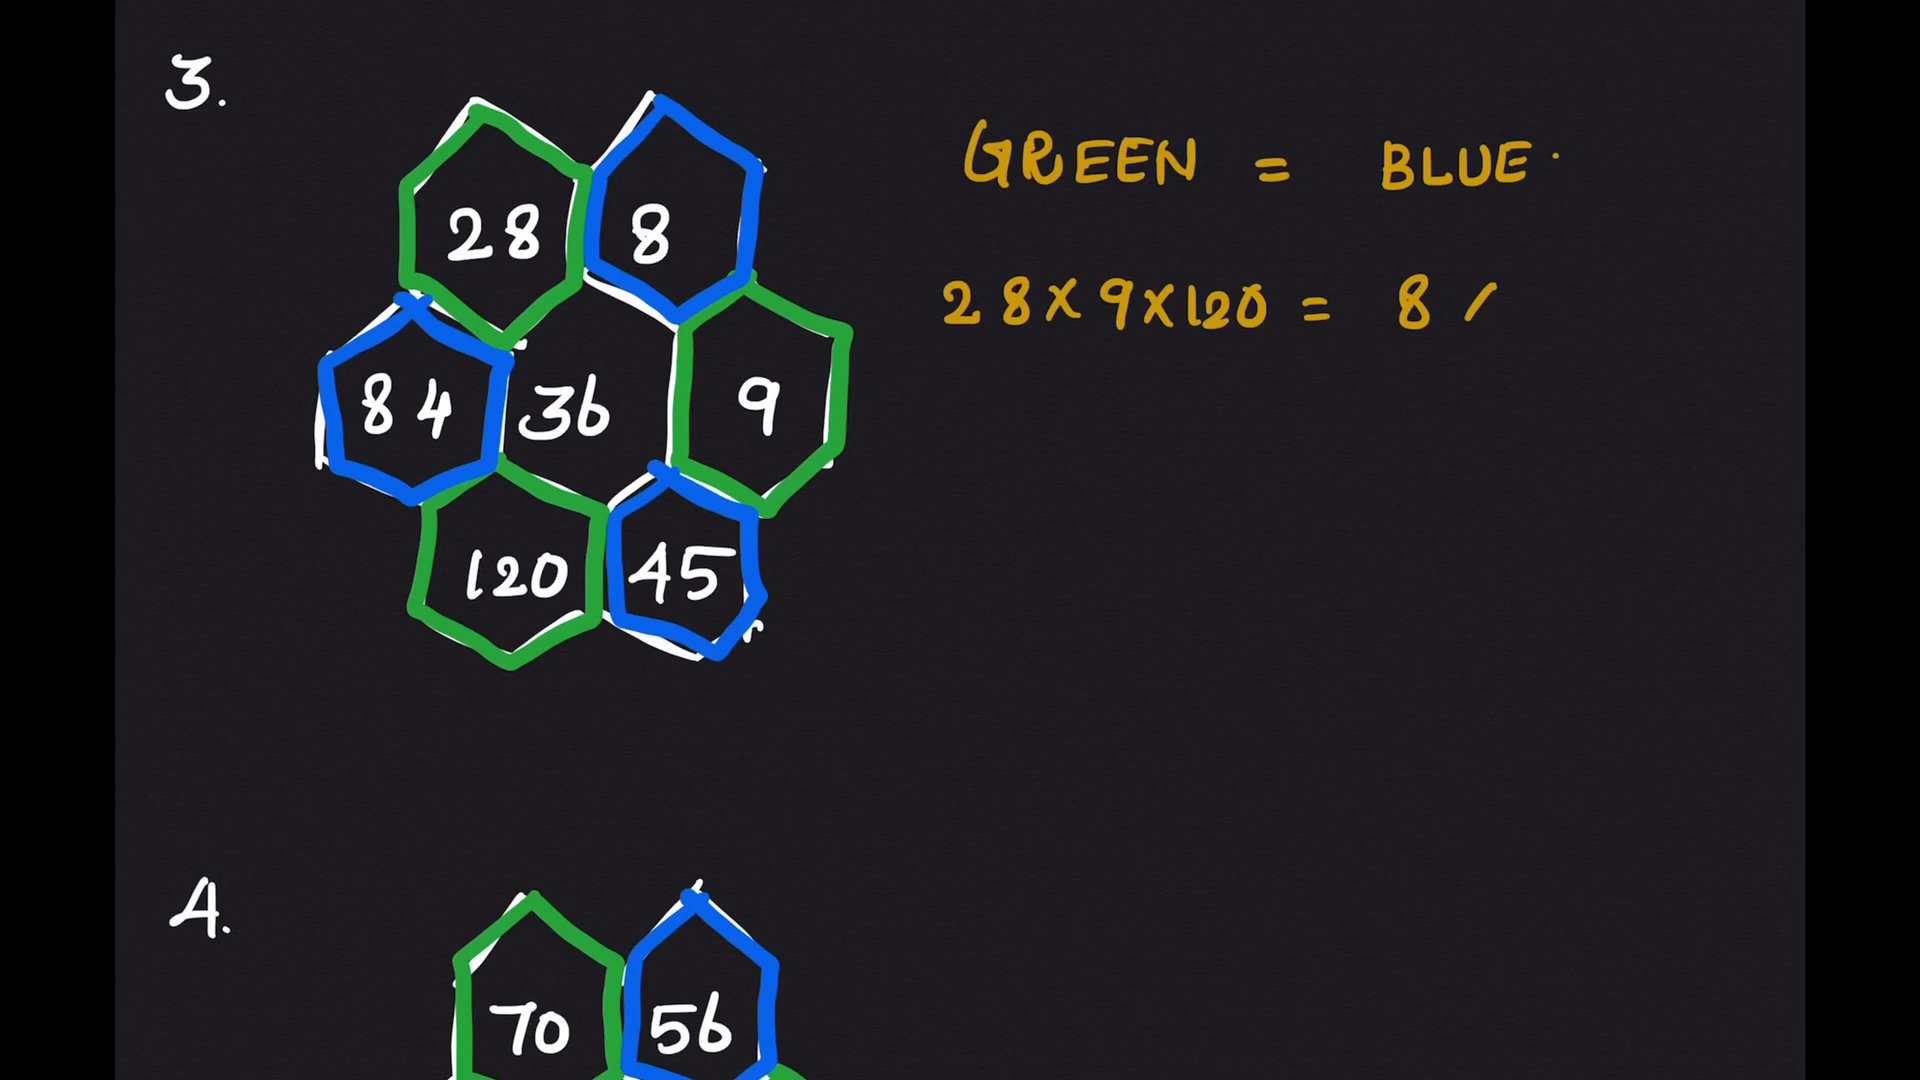 3.
28 8
84 36 9
120 45
GREEN = BLUE.
28 × 9 × 120 = 8
4.
70 56